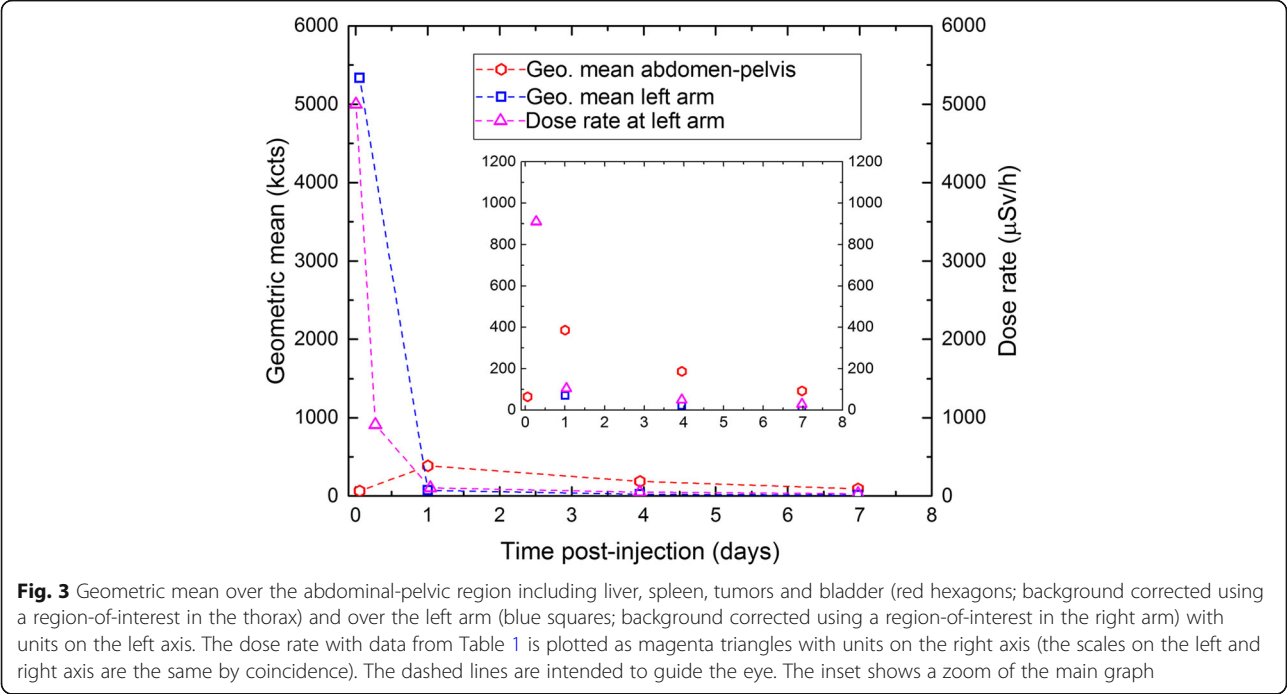 6000
5000
4000
3000
2000
1000
0
Geometric mean (kcts)
Geo. mean abdomen-pelvis
Geo. mean left arm
Dose rate at left arm
1200
1000
800
600
400
200
0
1200
1000
800
600
400
200
0
0 1 2 3 4 5 6 7 8
6000
5000
4000
3000
2000
1000
0
Dose rate (μSv/h)
0 1 2 3 4 5 6 7 8
Time post-injection (days)
Fig. 3 Geometric mean over the abdominal-pelvic region including liver, spleen, tumors and bladder (red hexagons; background corrected using
a region-of-interest in the thorax) and over the left arm (blue squares; background corrected using a region-of-interest in the right arm) with
units on the left axis. The dose rate with data from Table 1 is plotted as magenta triangles with units on the right axis (the scales on the left and
right axis are the same by coincidence). The dashed lines are intended to guide the eye. The inset shows a zoom of the main graph